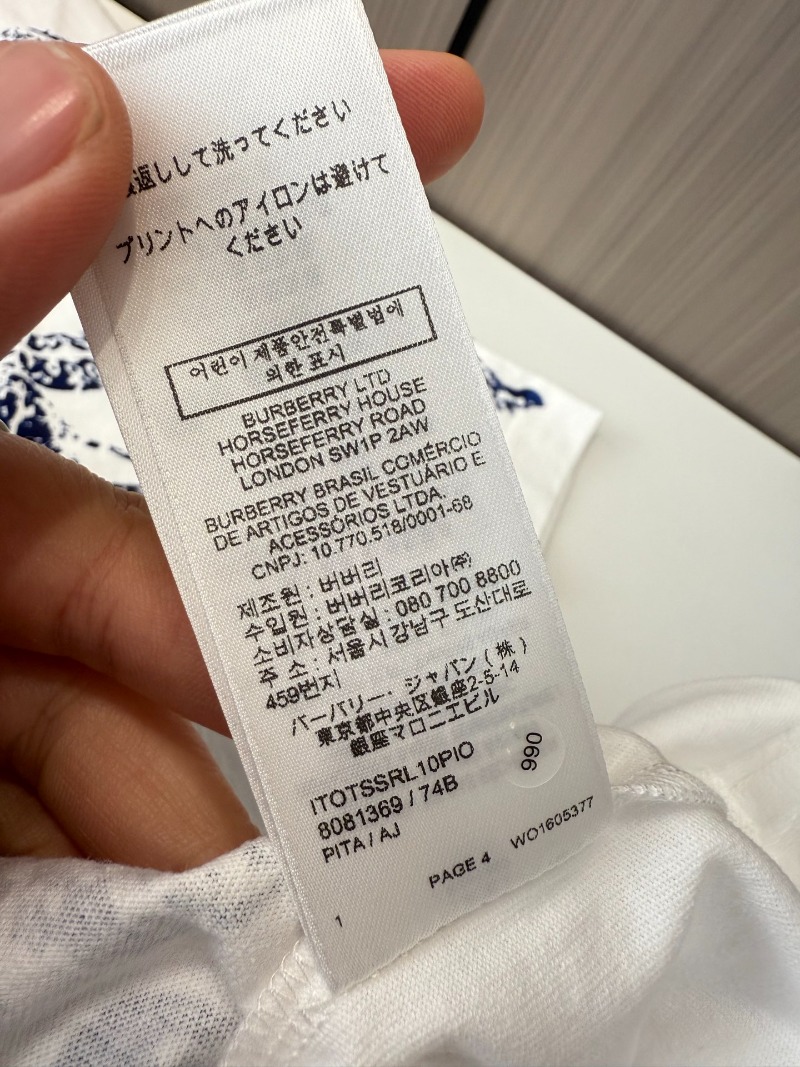 返しして洗ってください
プリントへのアイロンは避けて
ください
어린이 제품안전특별법에
의한 표시
BURBERRY LTD
HORSEFERRY HOUSE
HORSEFERRY ROAD
LONDON SW1P 2AW
BURBERRY BRASIL COMÉRCIO
DE ARTIGOS DE VESTUÁRIO E
ACESSÓRIOS LTDA.
CNPJ: 10.770.518/0001-68
제조원 : 버버리
수입원 : 버버리코리아㈜
소비자상담실 : 080 700 8800
주 소 : 서울시 강남구 도산대로
459번지
バーバリー・ジャパン(株)
東京都中央区銀座2-5-14
銀座マロニエビル
ITOTSSRL10PIO
8081369 / 74B
PITA / AJ
990
PAGE 4 WO1605377
1